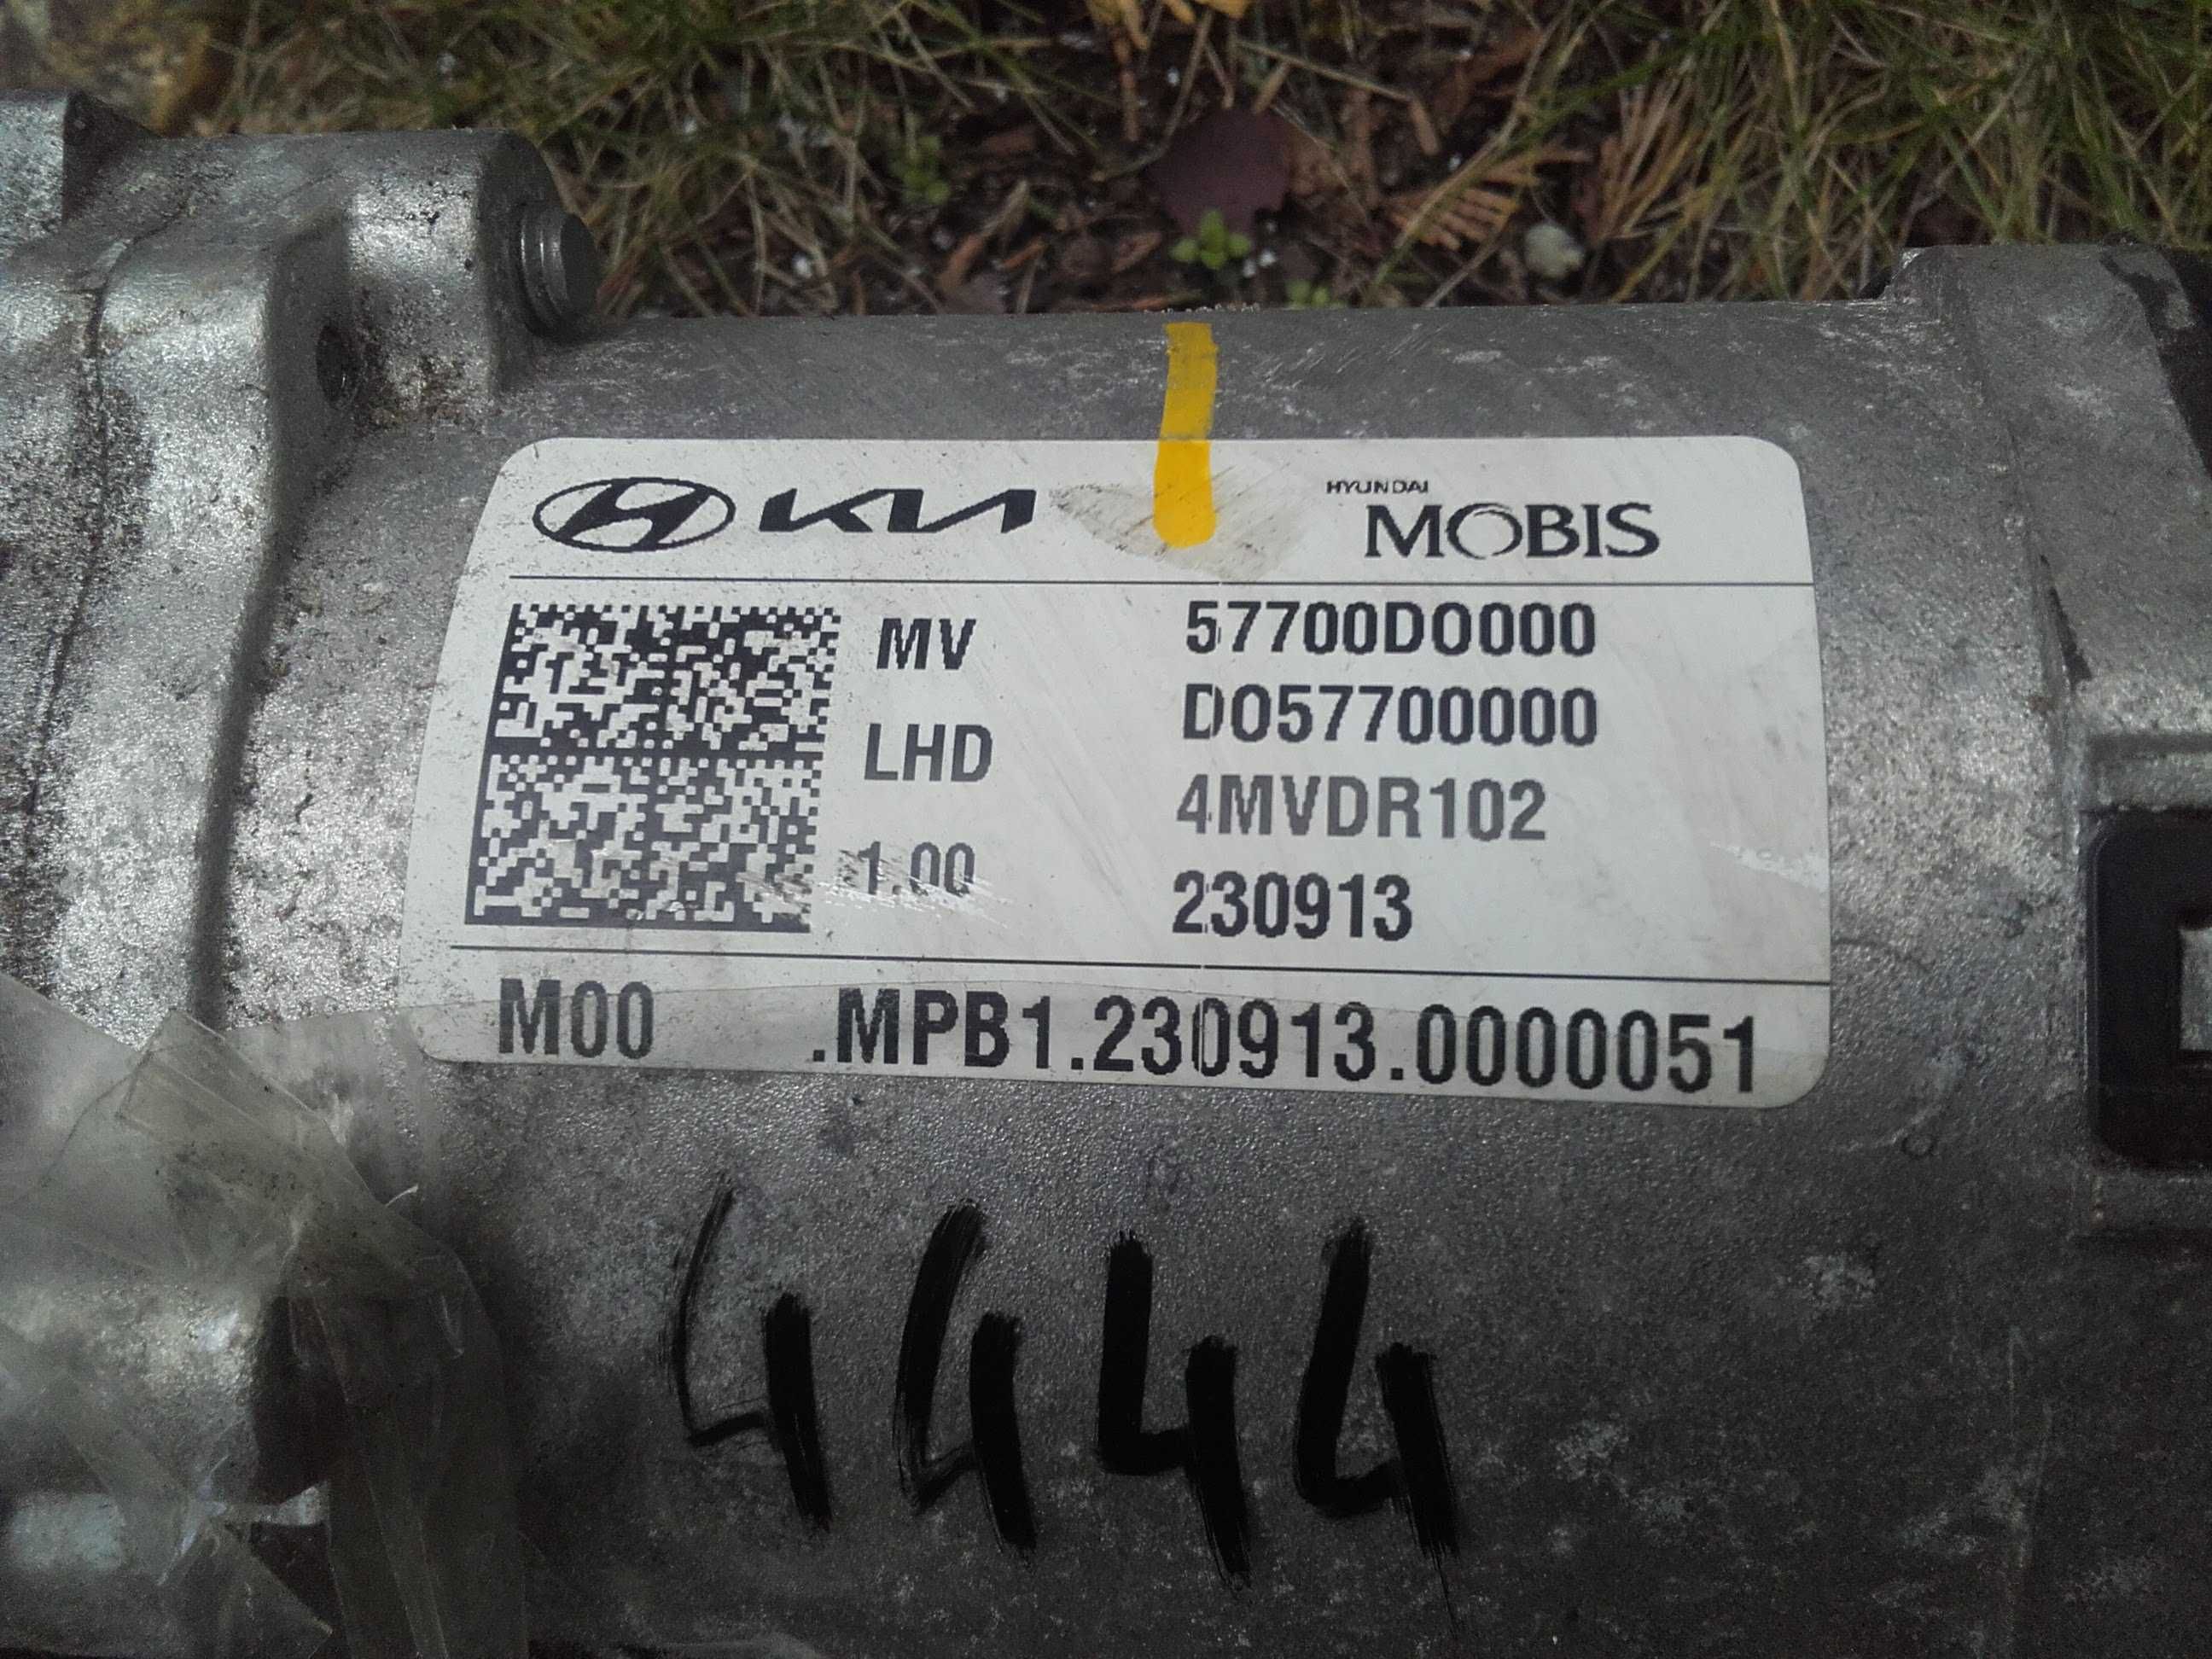 KIA
HYUNDAI
MOBIS
MV 57700DO000
LHD DO57700000
4MVDR102
1.00 230913
M00 .MPB1.230913.0000051
4444